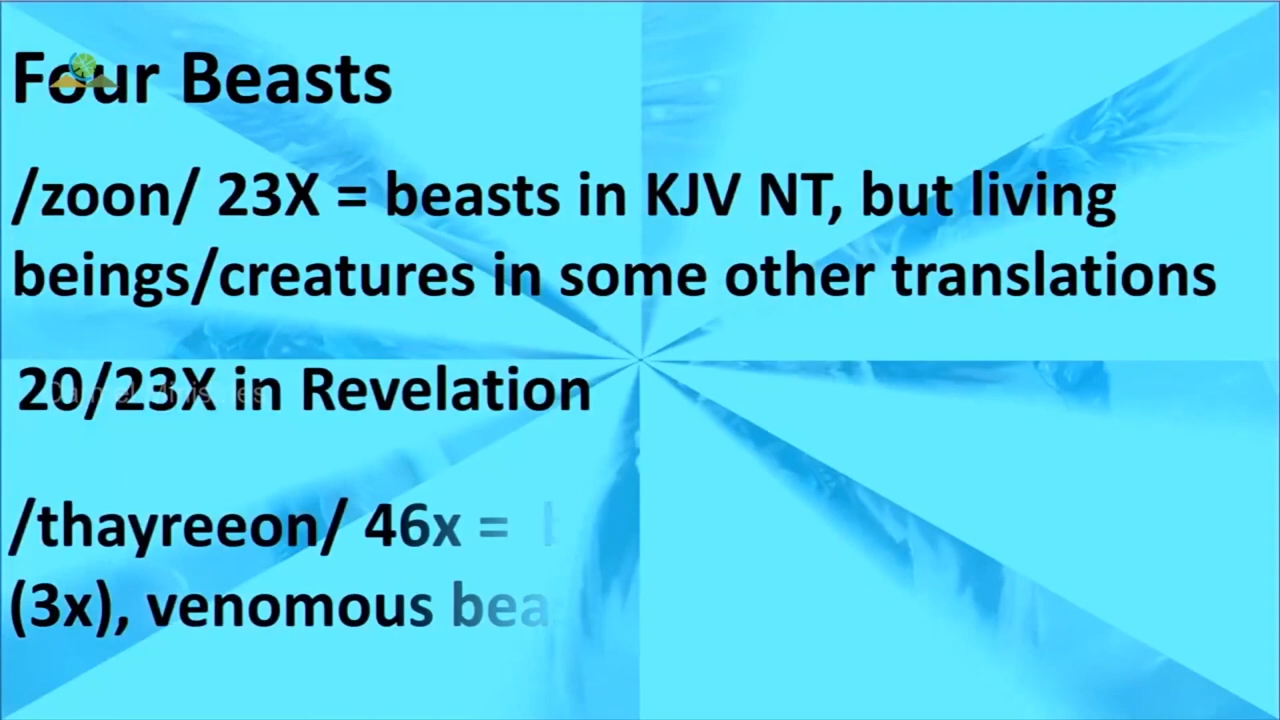 Four Beasts
/zoon/ 23X = beasts in KJV NT, but living
beings/creatures in some other translations
20/23X in Revelation
/thayreeon/ 46x =
(3x), venomous bea